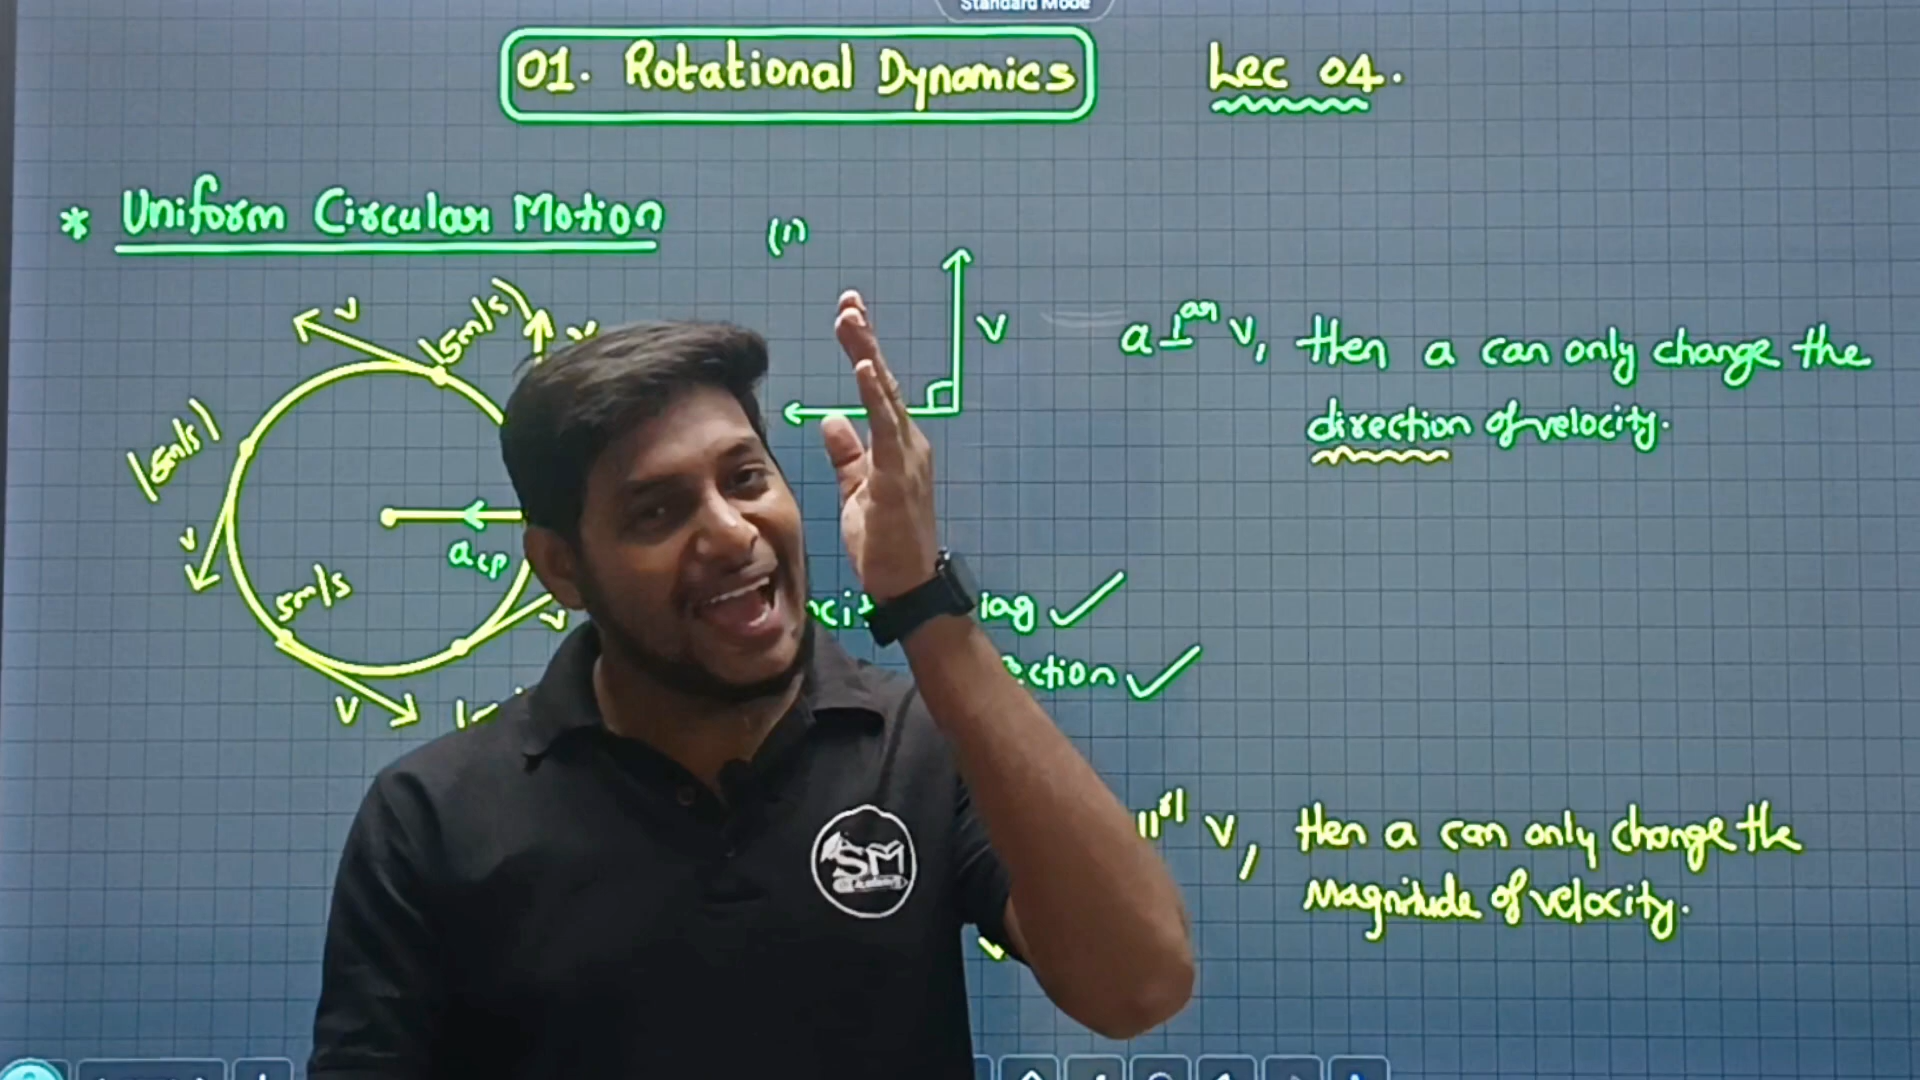 Standard Mode
01. Rotational Dynamics
Lec 04.
* Uniform Circular Motion
(1)
v
(5m/s)
v
a ⊥ar v, then a can only change the
direction of velocity.
(5m/s)
v
acp
5m/s
v
v
iag ✓
ction ✓
SM
||el v, then a can only change the
Magnitude of velocity.